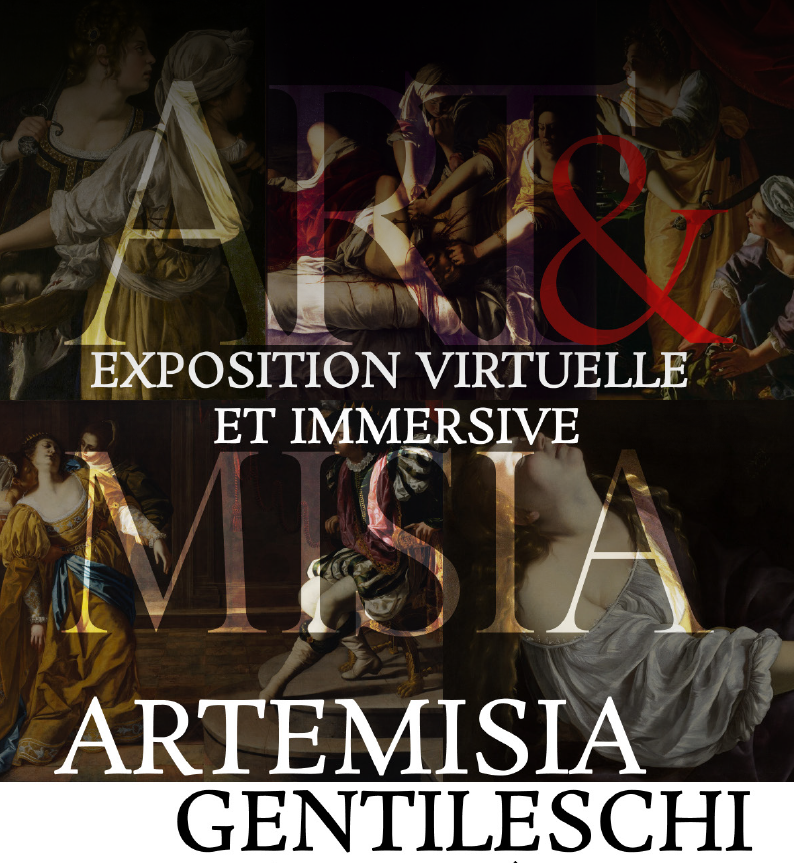 ART&
EXPOSITION VIRTUELLE
ET IMMERSIVE
MISIA
ARTEMISIA
GENTILESCHI